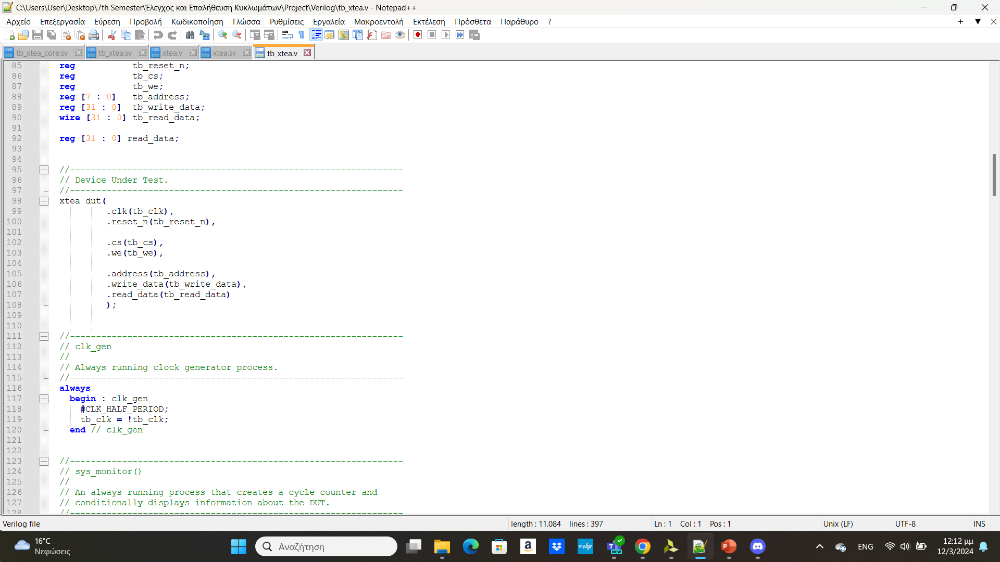 C:\Users\User\Desktop\7th Semester\Έλεγχος και Επαλήθευση Κυκλωμάτων\Project\Verilog\tb_xtea.v - Notepad++
Αρχείο Επεξεργασία Εύρεση Προβολή Κωδικοποίηση Γλώσσα Ρυθμίσεις Εργαλεία Μακροεντολή Εκτέλεση Πρόσθετα Παράθυρο ?
tb_xtea_core.sv tb_xtea.sv xtea.v xtea.sv tb_xtea.v
85 reg tb_reset_n;
86 reg tb_cs;
87 reg tb_we;
88 reg [7 : 0] tb_address;
89 reg [31 : 0] tb_write_data;
90 wire [31 : 0] tb_read_data;
91
92 reg [31 : 0] read_data;
93
94
95 //----------------------------------------------------------------
96 // Device Under Test.
97 //----------------------------------------------------------------
98 xtea dut(
99 .clk(tb_clk),
100 .reset_n(tb_reset_n),
101
102 .cs(tb_cs),
103 .we(tb_we),
104
105 .address(tb_address),
106 .write_data(tb_write_data),
107 .read_data(tb_read_data)
108 );
109
110
111 //----------------------------------------------------------------
112 // clk_gen
113 //
114 // Always running clock generator process.
115 //----------------------------------------------------------------
116 always
117 begin : clk_gen
118 #CLK_HALF_PERIOD;
119 tb_clk = !tb_clk;
120 end // clk_gen
121
122
123 //----------------------------------------------------------------
124 // sys_monitor()
125 //
126 // An always running process that creates a cycle counter and
127 // conditionally displays information about the DUT.
128 //----------------------------------------------------------------
Verilog file length : 11.084 lines : 397 Ln : 1 Col : 1 Pos : 1 Unix (LF) UTF-8 INS
16°C
Νεφώσεις
Αναζήτηση
a
myhp
T
NEW
P
ENG
12:12 μμ
12/3/2024